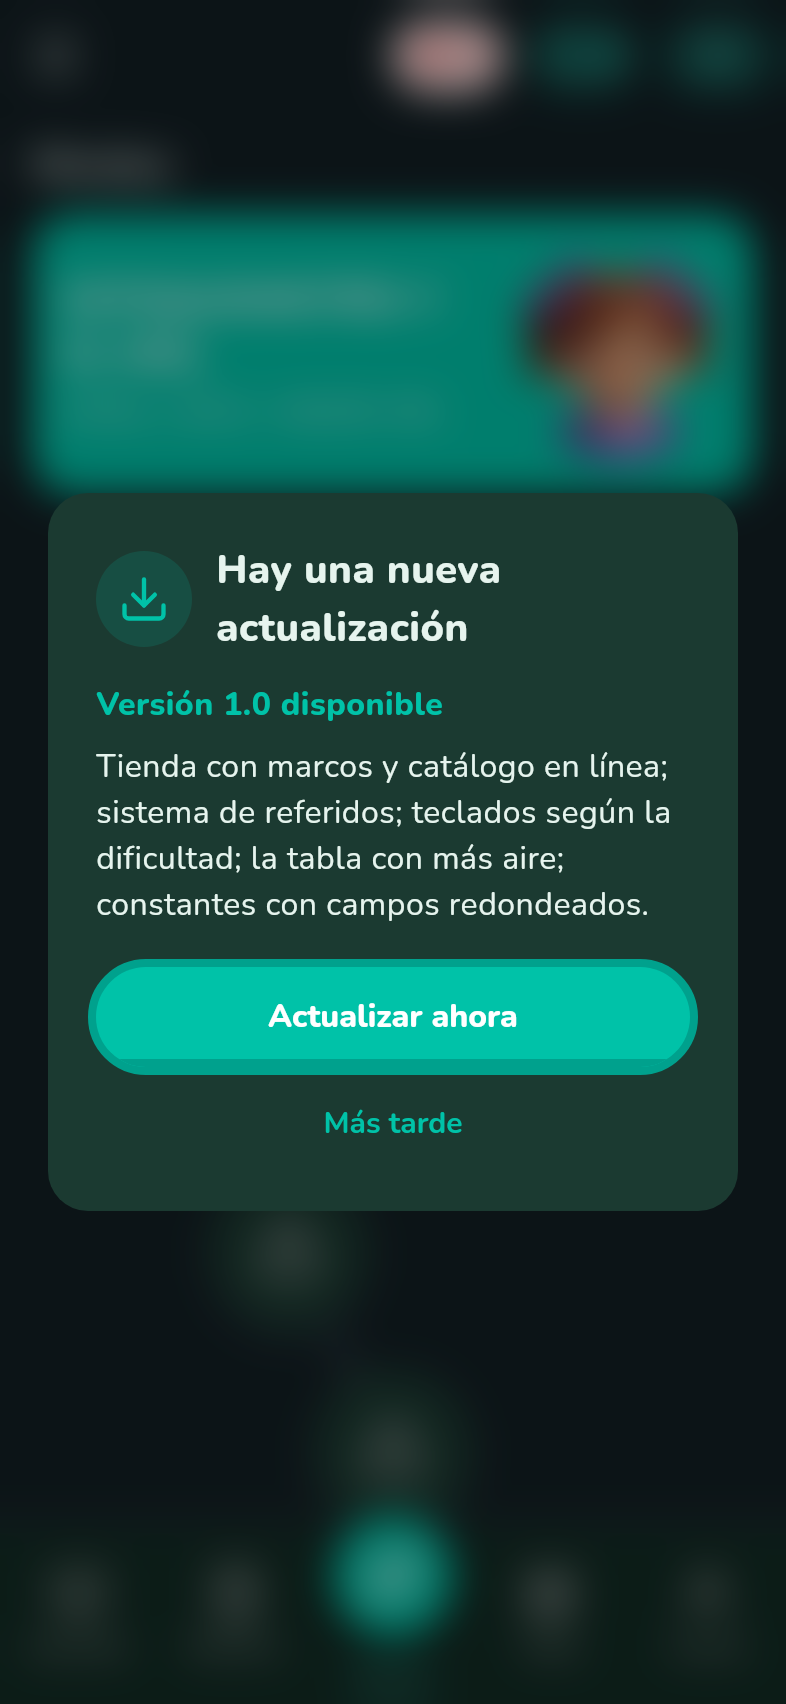 Hay una nueva
actualización
Versión 1.0 disponible
Tienda con marcos y catálogo en línea;
sistema de referidos; teclados según la
dificultad; la tabla con más aire;
constantes con campos redondeados.
Actualizar ahora
Más tarde